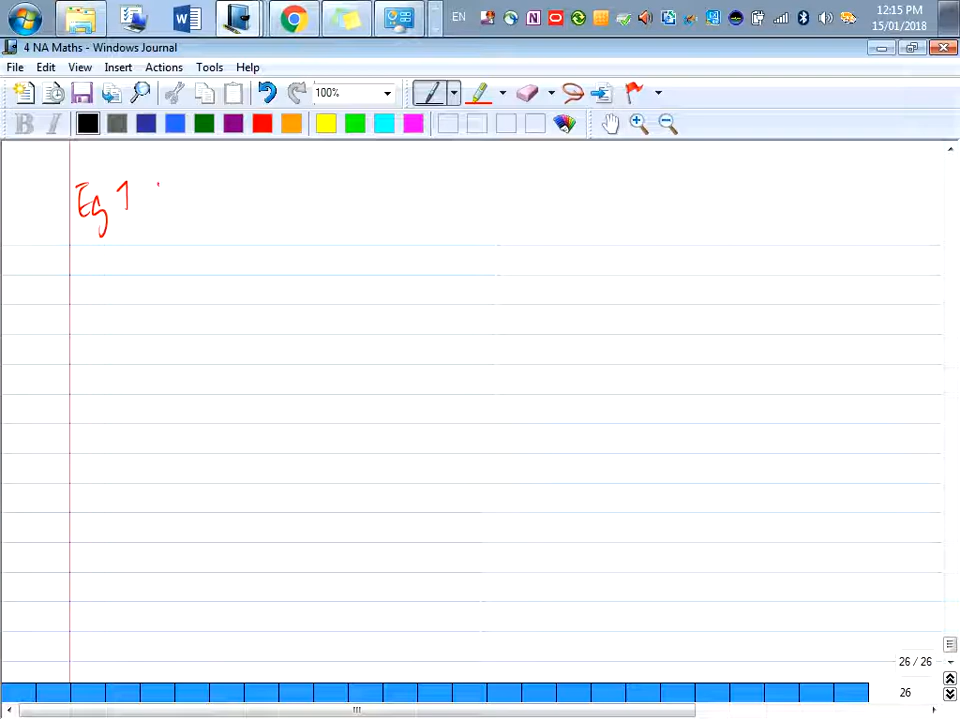 EN
12:15 PM
15/01/2018
4 NA Maths - Windows Journal
File Edit View Insert Actions Tools Help
100%
B I
Eg 1
26 / 26
26